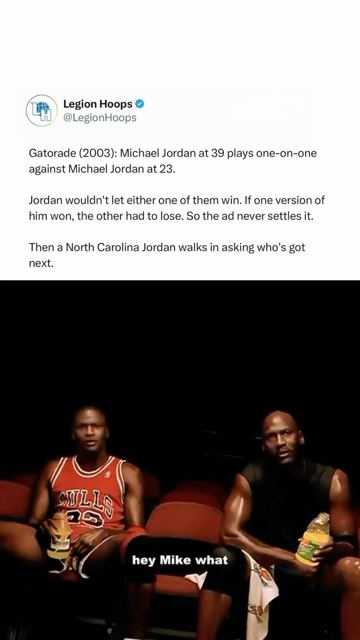 Legion Hoops
@LegionHoops
Gatorade (2003): Michael Jordan at 39 plays one-on-one
against Michael Jordan at 23.
Jordan wouldn't let either one of them win. If one version of
him won, the other had to lose. So the ad never settles it.
Then a North Carolina Jordan walks in asking who's got
next.
BULLS
hey Mike what